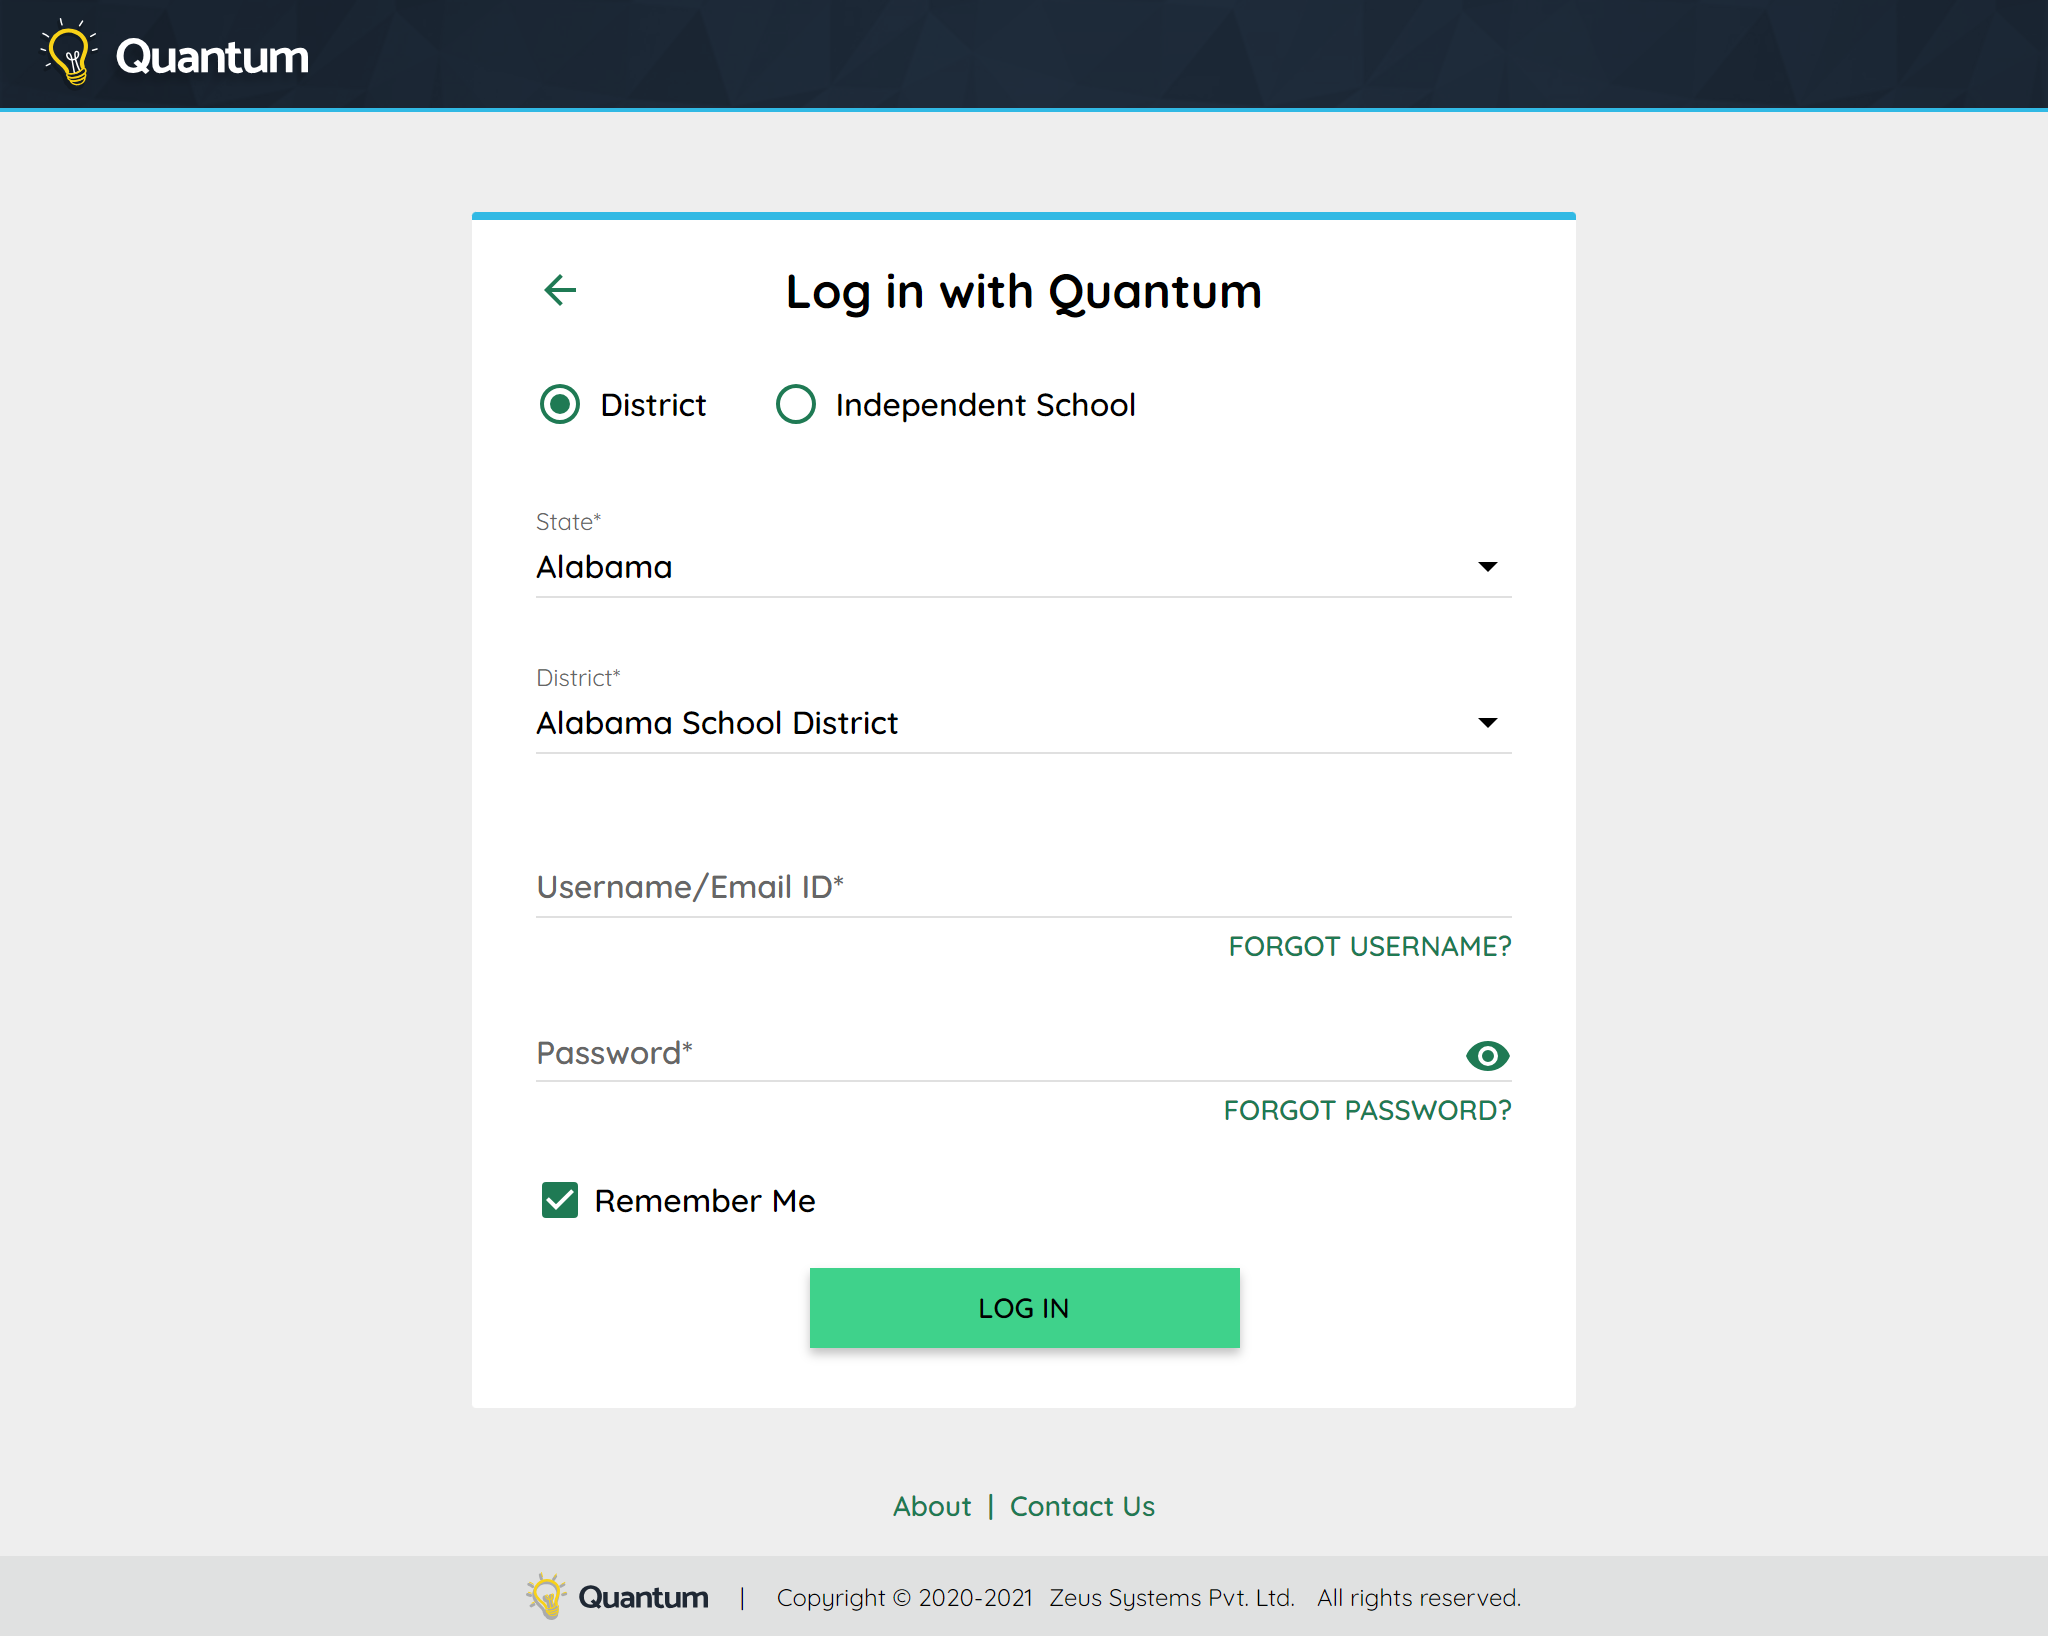 Quantum
Log in with Quantum
District
Independent School
State*
Alabama
District*
Alabama School District
Username/Email ID*
FORGOT USERNAME?
Password*
FORGOT PASSWORD?
Remember Me
LOG IN
About | Contact Us
Quantum | Copyright © 2020-2021 Zeus Systems Pvt. Ltd. All rights reserved.